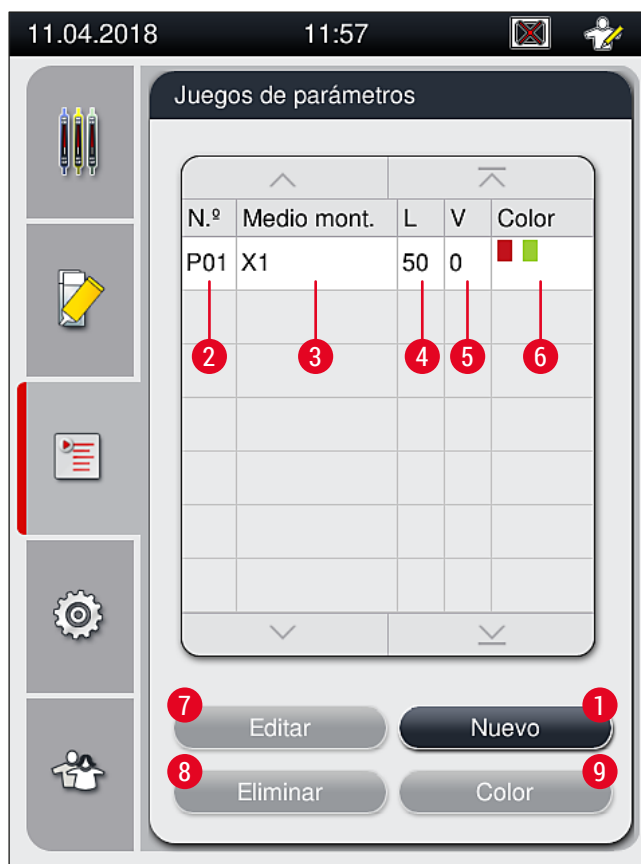 11.04.2018 11:57
Juegos de parámetros
N.º Medio mont. L V Color
P01 X1 50 0
2 3 4 5 6
7 1
Editar Nuevo
8 9
Eliminar Color